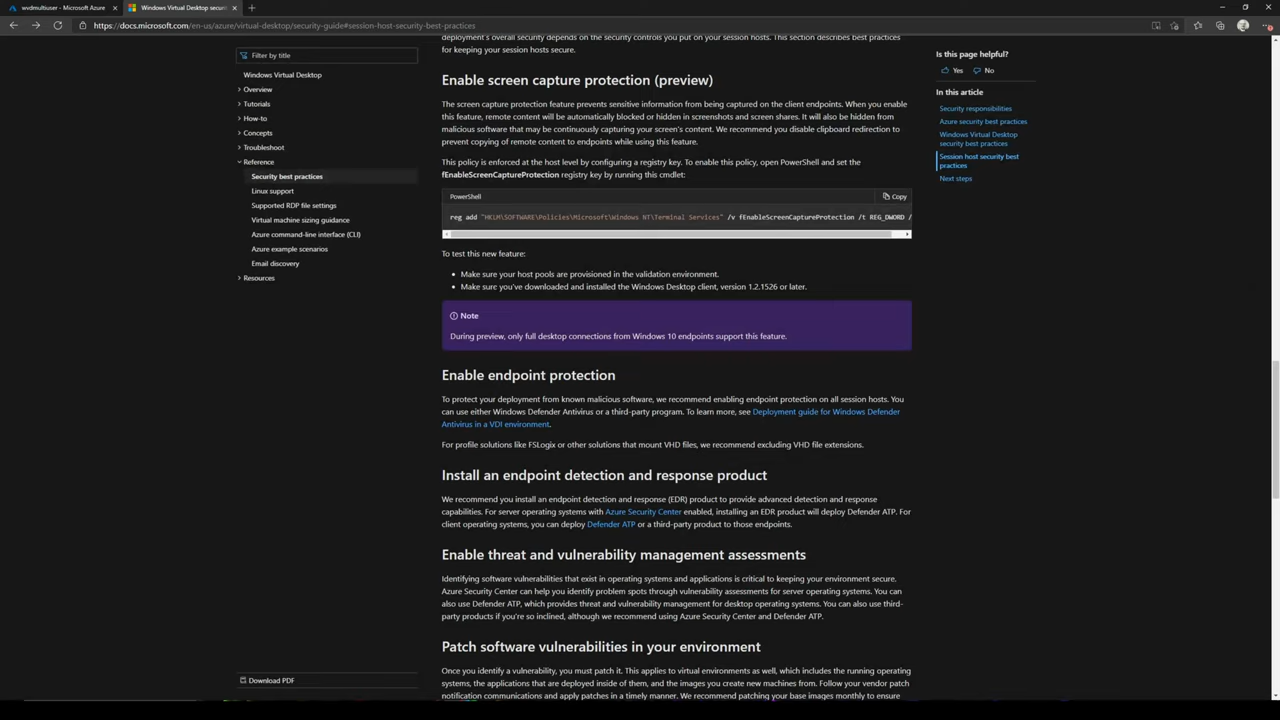 wvdmultiuser - Microsoft Azure
Windows Virtual Desktop securi
https://docs.microsoft.com/en-us/azure/virtual-desktop/security-guide#session-host-security-best-practices
Filter by title
Windows Virtual Desktop
Overview
Tutorials
How-to
Concepts
Troubleshoot
Reference
Security best practices
Linux support
Supported RDP file settings
Virtual machine sizing guidance
Azure command-line interface (CLI)
Azure example scenarios
Email discovery
Resources
Download PDF
deployment's overall security depends on the security controls you put on your session hosts. This section describes best practices
for keeping your session hosts secure.
Enable screen capture protection (preview)
The screen capture protection feature prevents sensitive information from being captured on the client endpoints. When you enable
this feature, remote content will be automatically blocked or hidden in screenshots and screen shares. It will also be hidden from
malicious software that may be continuously capturing your screen's content. We recommend you disable clipboard redirection to
prevent copying of remote content to endpoints while using this feature.
This policy is enforced at the host level by configuring a registry key. To enable this policy, open PowerShell and set the
fEnableScreenCaptureProtection registry key by running this cmdlet:
PowerShell
Copy
reg add "HKLM\SOFTWARE\Policies\Microsoft\Windows NT\Terminal Services" /v fEnableScreenCaptureProtection /t REG_DWORD /
To test this new feature:
• Make sure your host pools are provisioned in the validation environment.
• Make sure you've downloaded and installed the Windows Desktop client, version 1.2.1526 or later.
Note
During preview, only full desktop connections from Windows 10 endpoints support this feature.
Enable endpoint protection
To protect your deployment from known malicious software, we recommend enabling endpoint protection on all session hosts. You
can use either Windows Defender Antivirus or a third-party program. To learn more, see Deployment guide for Windows Defender
Antivirus in a VDI environment.
For profile solutions like FSLogix or other solutions that mount VHD files, we recommend excluding VHD file extensions.
Install an endpoint detection and response product
We recommend you install an endpoint detection and response (EDR) product to provide advanced detection and response
capabilities. For server operating systems with Azure Security Center enabled, installing an EDR product will deploy Defender ATP. For
client operating systems, you can deploy Defender ATP or a third-party product to those endpoints.
Enable threat and vulnerability management assessments
Identifying software vulnerabilities that exist in operating systems and applications is critical to keeping your environment secure.
Azure Security Center can help you identify problem spots through vulnerability assessments for server operating systems. You can
also use Defender ATP, which provides threat and vulnerability management for desktop operating systems. You can also use third-
party products if you're so inclined, although we recommend using Azure Security Center and Defender ATP.
Patch software vulnerabilities in your environment
Once you identify a vulnerability, you must patch it. This applies to virtual environments as well, which includes the running operating
systems, the applications that are deployed inside of them, and the images you create new machines from. Follow your vendor patch
notification communications and apply patches in a timely manner. We recommend patching your base images monthly to ensure
Is this page helpful?
Yes
No
In this article
Security responsibilities
Azure security best practices
Windows Virtual Desktop
security best practices
Session host security best
practices
Next steps